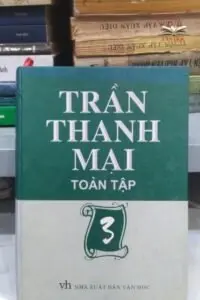 TRẦN
THANH
MẠI
TOÀN TẬP
3
vh NHÀ XUẤT BẢN VĂN HỌC